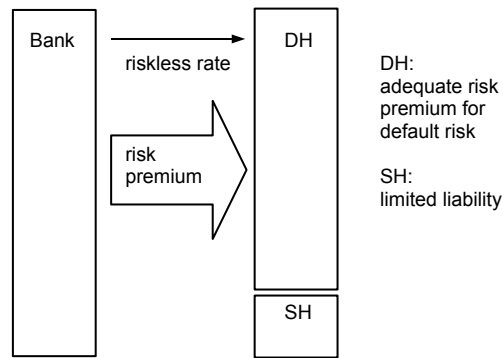 Bank
riskless rate
risk
premium
DH
SH
DH:
adequate risk
premium for
default risk
SH:
limited liability